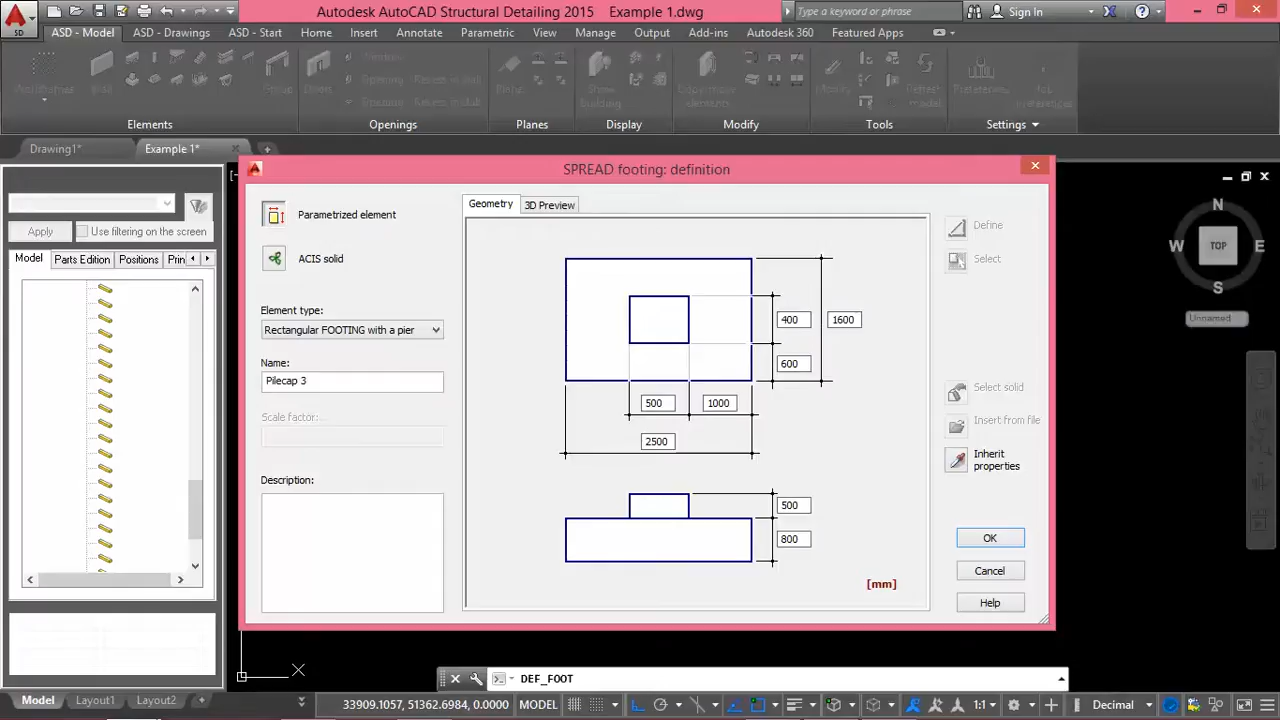 Autodesk AutoCAD Structural Detailing 2015 Example 1.dwg
Type a keyword or phrase
Sign In
SD
ASD - Model ASD - Drawings ASD - Start Home Insert Annotate Parametric View Manage Output Add-ins Autodesk 360 Featured Apps
Elements Openings Planes Display Modify Tools Settings
Drawing1* Example 1* 
SPREAD footing: definition
Apply
Use filtering on the screen
Model Parts Edition Positions Prin
Parametrized element
ACIS solid
Element type:
Rectangular FOOTING with a pier
Name:
Pilecap 3
Scale factor:
Description:
Geometry 3D Preview
400 1600
600
500 1000
2500
500
800
[mm]
Define
Select
Select solid
Insert from file
Inherit
properties
OK
Cancel
Help
N
W TOP E
S
Unnamed
DEF_FOOT
Model Layout1 Layout2
33909.1057, 51362.6984, 0.0000 MODEL 1:1 Decimal